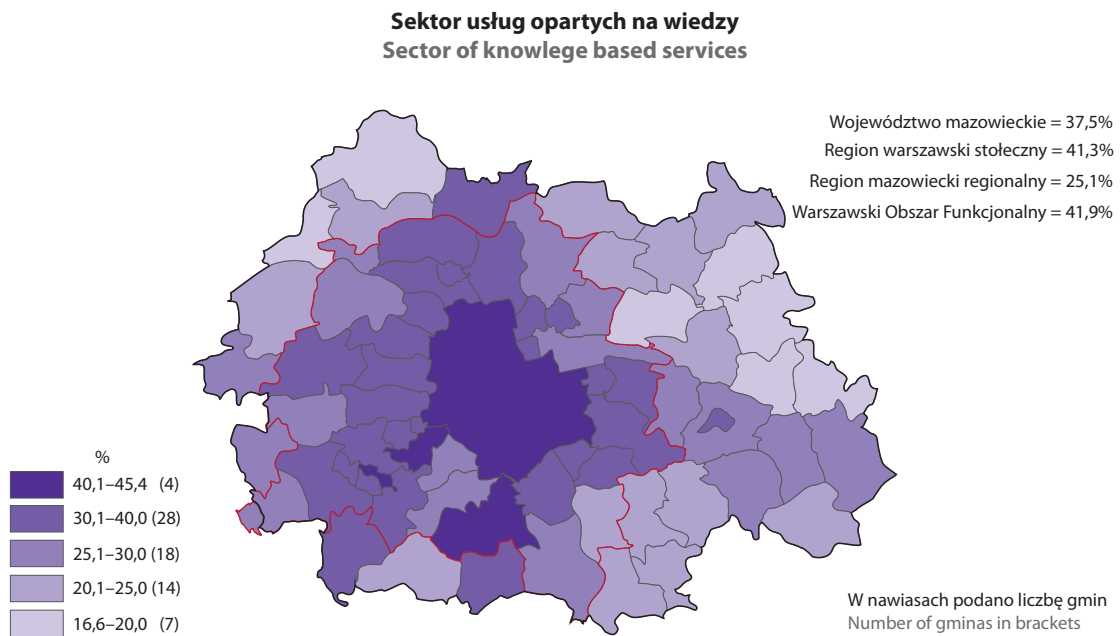 Sektor usług opartych na wiedzy
Sector of knowlege based services
Województwo mazowieckie = 37,5%
Region warszawski stołeczny = 41,3%
Region mazowiecki regionalny = 25,1%
Warszawski Obszar Funkcjonalny = 41,9%
%
40,1–45,4 (4)
30,1–40,0 (28)
25,1–30,0 (18)
20,1–25,0 (14)
16,6–20,0 (7)
W nawiasach podano liczbę gmin
Number of gminas in brackets